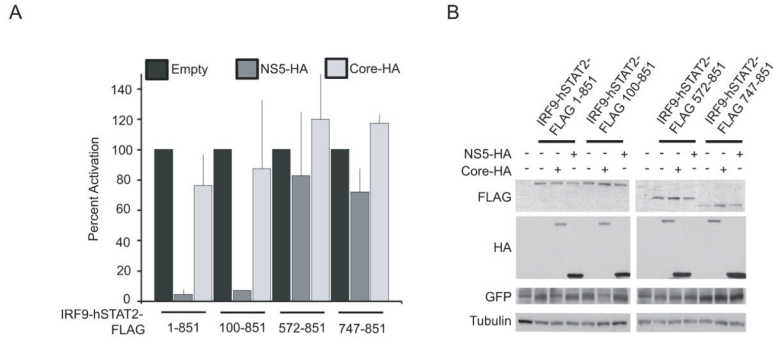 A
Empty
NS5-HA
Core-HA
Percent Activation
140
120
100
80
60
40
20
0
IRF9-hSTAT2-
FLAG
1-851
100-851
572-851
747-851
B
IRF9-hSTAT2-
FLAG 1-851
IRF9-hSTAT2-
FLAG 100-851
IRF9-hSTAT2-
FLAG 572-851
IRF9-hSTAT2-
FLAG 747-851
NS5-HA - - - + - - + - - - + - - +
Core-HA - - + - - + - - - + - - + -
FLAG
HA
GFP
Tubulin